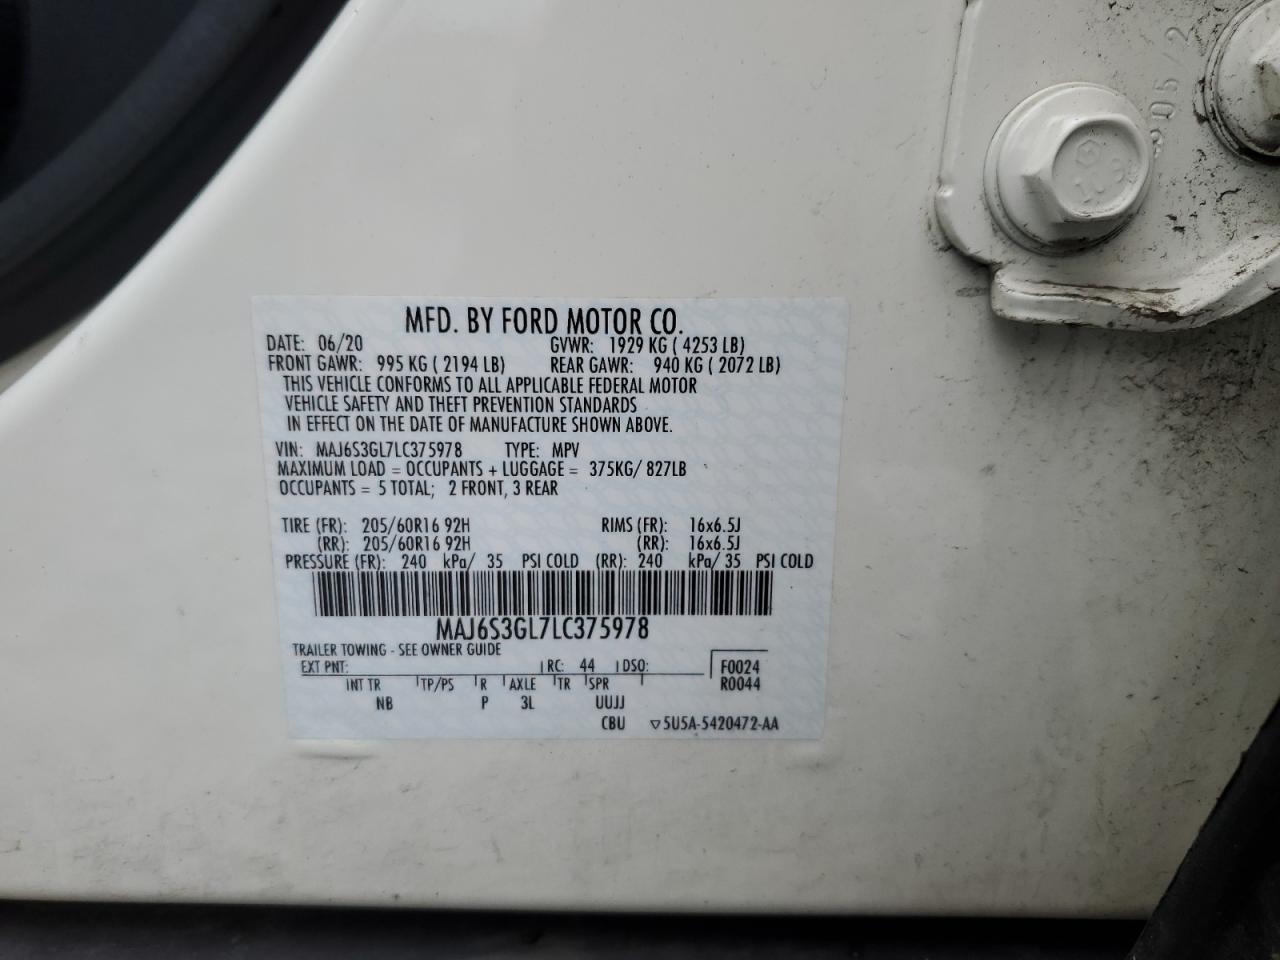 MFD. BY FORD MOTOR CO.
DATE: 06/20 GVWR: 1929 KG ( 4253 LB)
FRONT GAWR: 995 KG ( 2194 LB) REAR GAWR: 940 KG ( 2072 LB)
THIS VEHICLE CONFORMS TO ALL APPLICABLE FEDERAL MOTOR
VEHICLE SAFETY AND THEFT PREVENTION STANDARDS
IN EFFECT ON THE DATE OF MANUFACTURE SHOWN ABOVE.
VIN: MAJ6S3GL7LC375978 TYPE: MPV
MAXIMUM LOAD = OCCUPANTS + LUGGAGE = 375KG/ 827LB
OCCUPANTS = 5 TOTAL; 2 FRONT, 3 REAR
TIRE (FR): 205/60R16 92H RIMS (FR): 16x6.5J
(RR): 205/60R16 92H (RR): 16x6.5J
PRESSURE (FR): 240 kPa/ 35 PSI COLD (RR): 240 kPa/ 35 PSI COLD
MAJ6S3GL7LC375978
TRAILER TOWING - SEE OWNER GUIDE
EXT PNT: RC: 44 DSO: F0024
INT TR TP/PS R AXLE TR SPR R0044
NB P 3L UUJJ
CBU ▽5U5A-5420472-AA